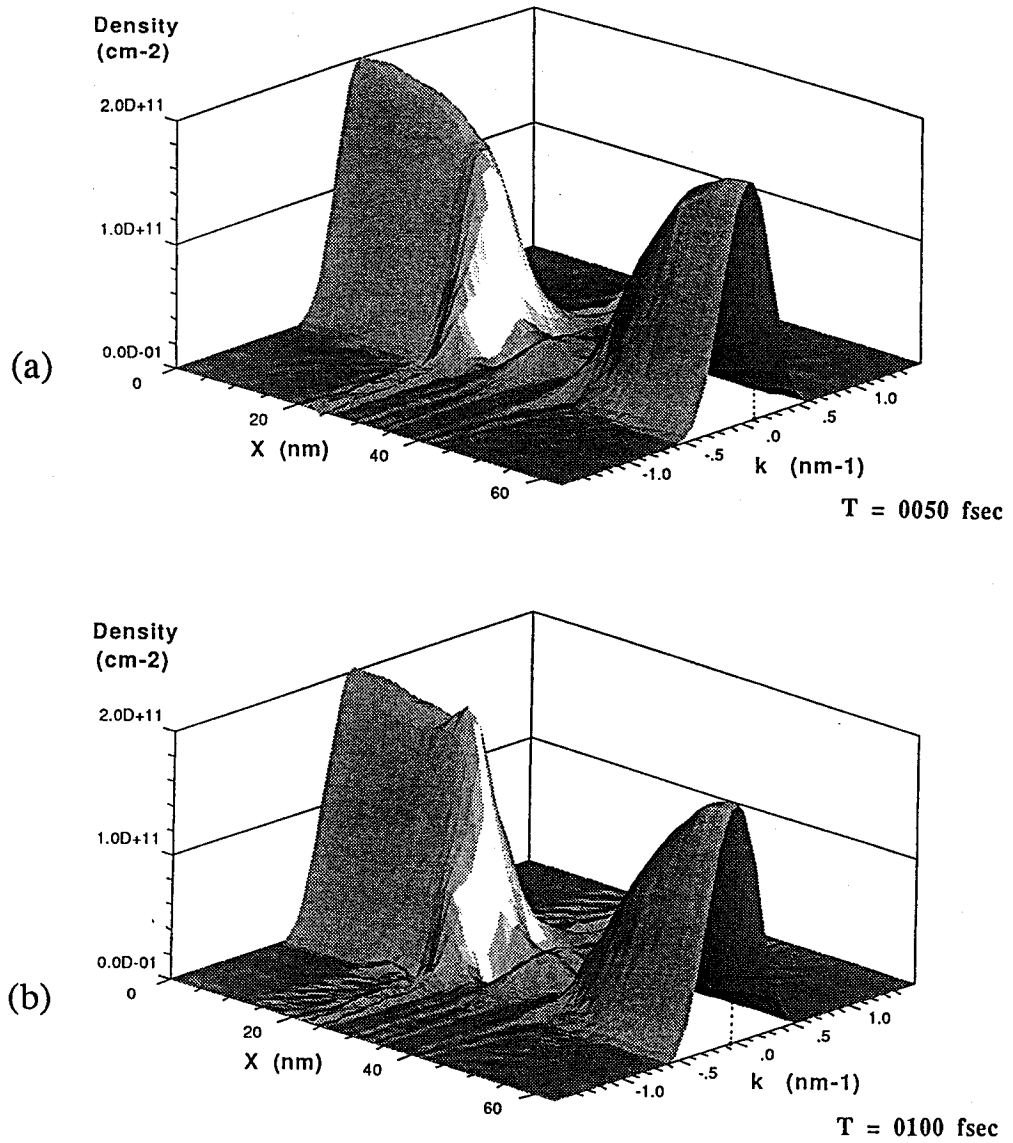 Density
(cm-2)
2.0D+11
1.0D+11
0.0D-01
(a)
0
20
X (nm)
40
60
-1.0
-.5
.0
.5
1.0
k (nm-1)
T = 0050 fsec
Density
(cm-2)
2.0D+11
1.0D+11
0.0D-01
(b)
0
20
X (nm)
40
60
-1.0
-.5
.0
.5
1.0
k (nm-1)
T = 0100 fsec